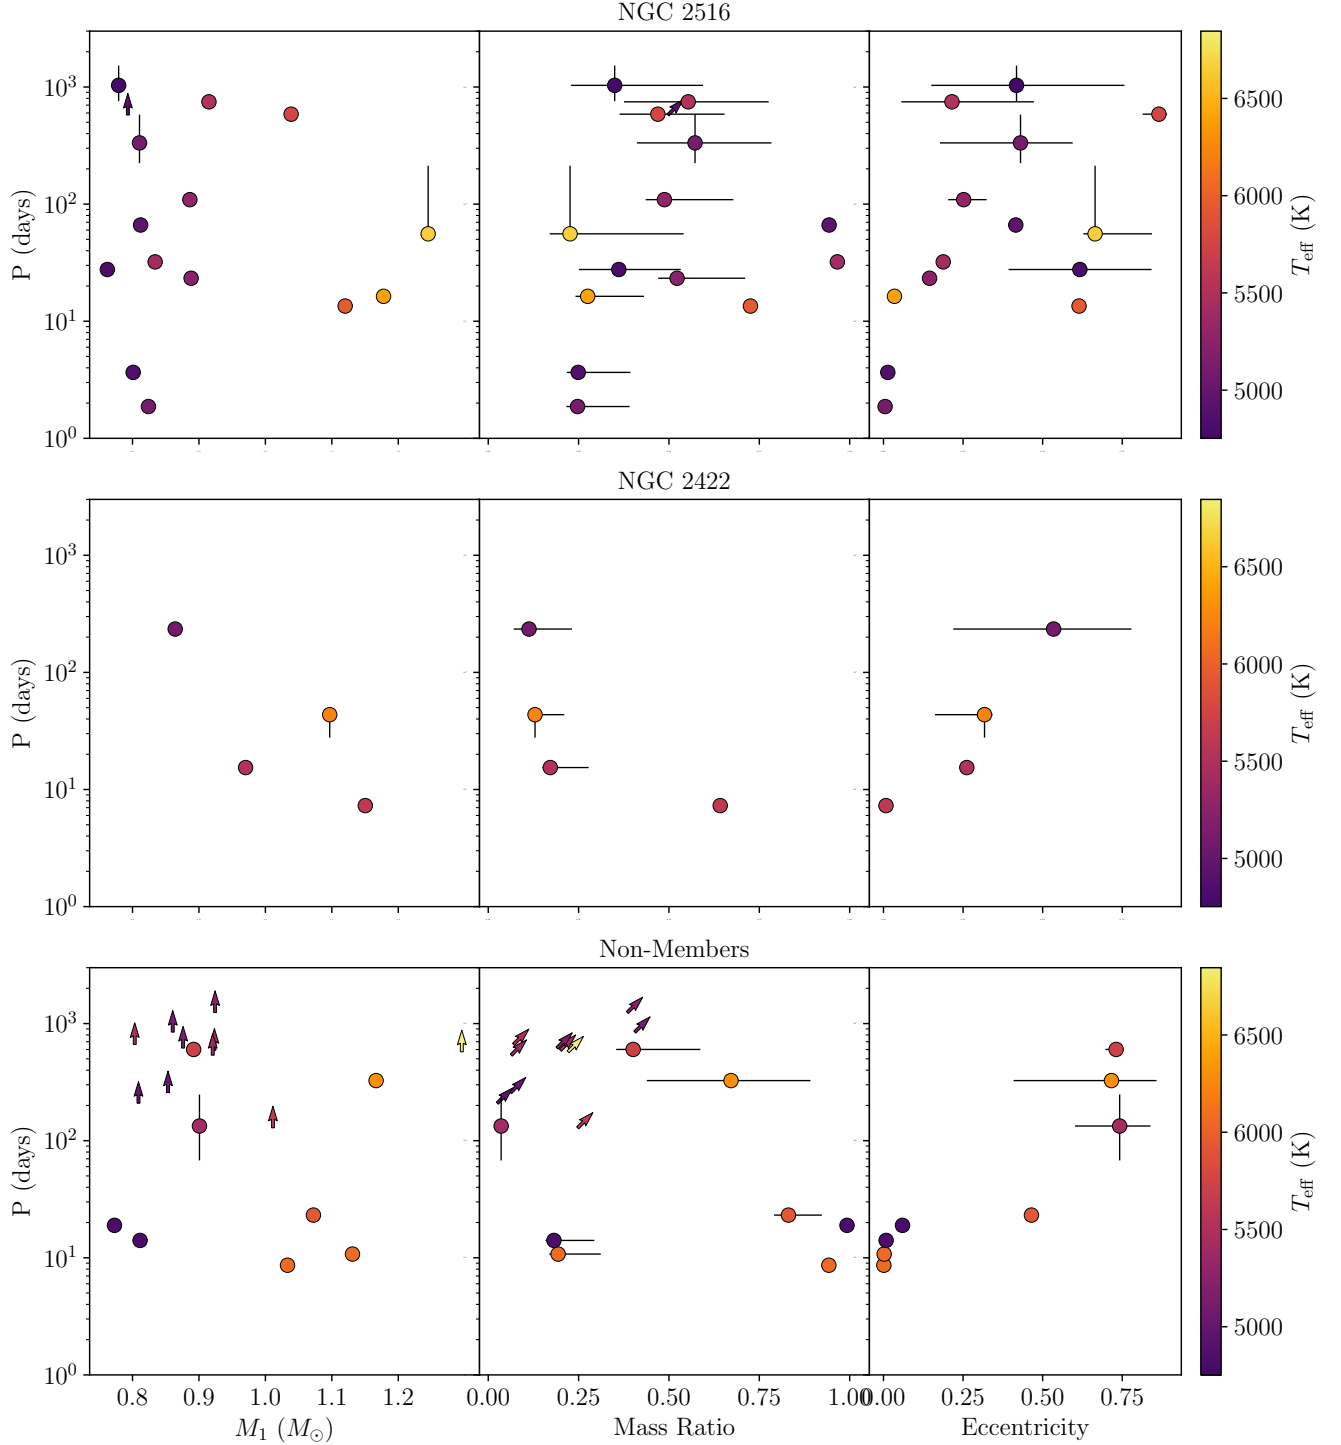 NGC 2516
10³
10²
10¹
10⁰
P (days)
6500
6000
5500
5000
T_eff (K)
NGC 2422
10³
10²
10¹
10⁰
P (days)
6500
6000
5500
5000
T_eff (K)
Non-Members
10³
10²
10¹
10⁰
P (days)
6500
6000
5500
5000
T_eff (K)
0.8 0.9 1.0 1.1 1.2 0.00 0.25 0.50 0.75 1.00 0.00 0.25 0.50 0.75
M₁ (M☉) Mass Ratio Eccentricity